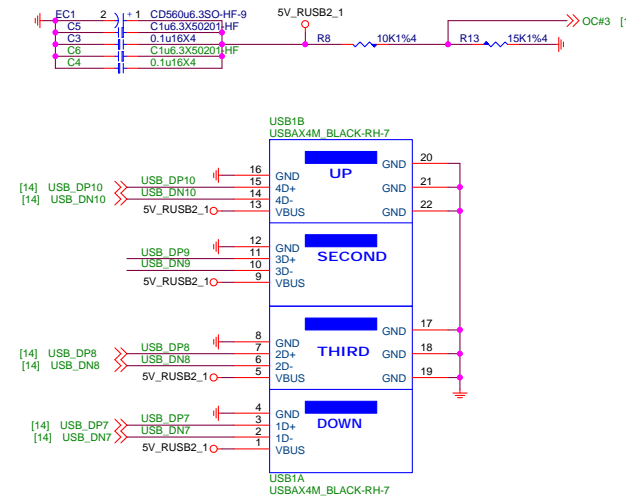 EC1 2 + 1 CD560u6.3SO-HF-9
C5 C1u6.3X50201-HF
C3 0.1u16X4
C6 C1u6.3X50201-HF
C4 0.1u16X4
5V_RUSB2_1
R8 10K1%4
R13 15K1%4
OC#3
USB1B
USBAX4M_BLACK-RH-7
UP
16 GND
[14] USB_DP10 USB_DP10 15 4D+
[14] USB_DN10 USB_DN10 14 4D-
5V_RUSB2_1 13 VBUS
GND 20
GND 21
GND 22
SECOND
12 GND
USB_DP9 11 3D+
USB_DN9 10 3D-
5V_RUSB2_1 9 VBUS
THIRD
8 GND
[14] USB_DP8 USB_DP8 7 2D+
[14] USB_DN8 USB_DN8 6 2D-
5V_RUSB2_1 5 VBUS
GND 17
GND 18
GND 19
DOWN
4 GND
[14] USB_DP7 USB_DP7 3 1D+
[14] USB_DN7 USB_DN7 2 1D-
5V_RUSB2_1 1 VBUS
USB1A
USBAX4M_BLACK-RH-7